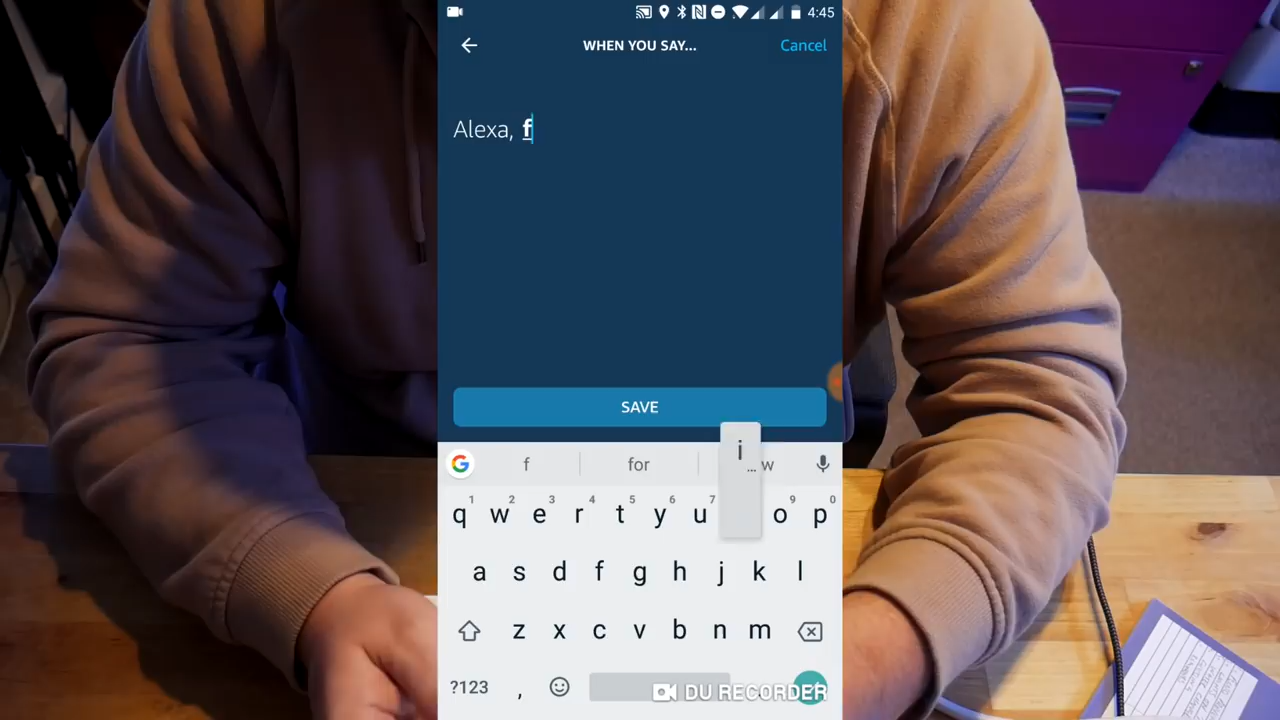 4:45
WHEN YOU SAY... Cancel
Alexa, f
SAVE
i ...
f for w
1 2 3 4 5 6 7 9 0
q w e r t y u o p
a s d f g h j k l
z x c v b n m
?123 , .
DU RECORDER